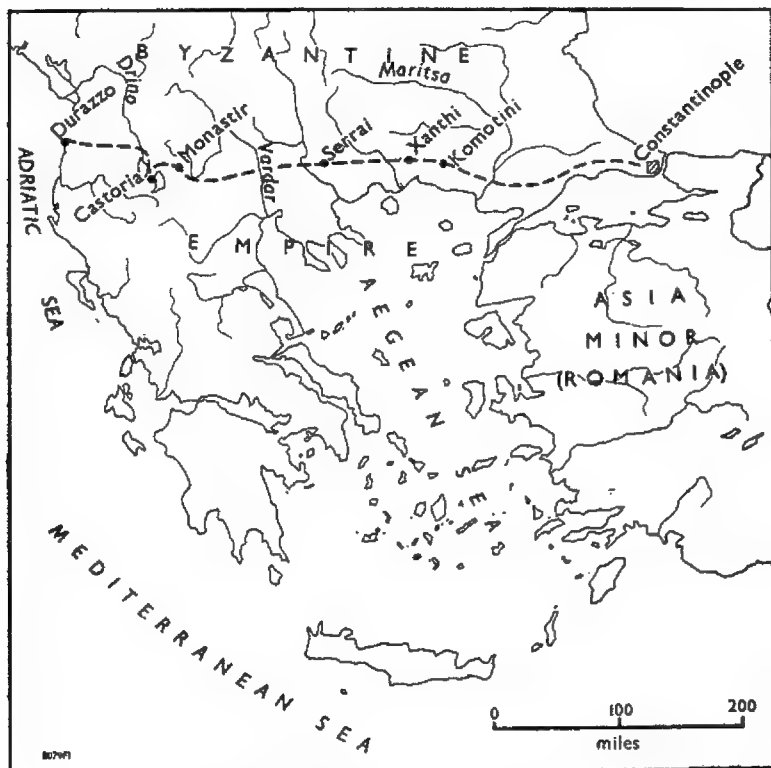 BYZANTINE
Maritsa
Drino
Durazzo
Monastir
Castoria
Vardar
Serrai
Xanthi
Komotini
Constantinople
ADRIATIC
SEA
EMPIRE
AEGEAN
SEA
ASIA
MINOR
(ROMANIA)
MEDITERRANEAN SEA
0 100 200
miles